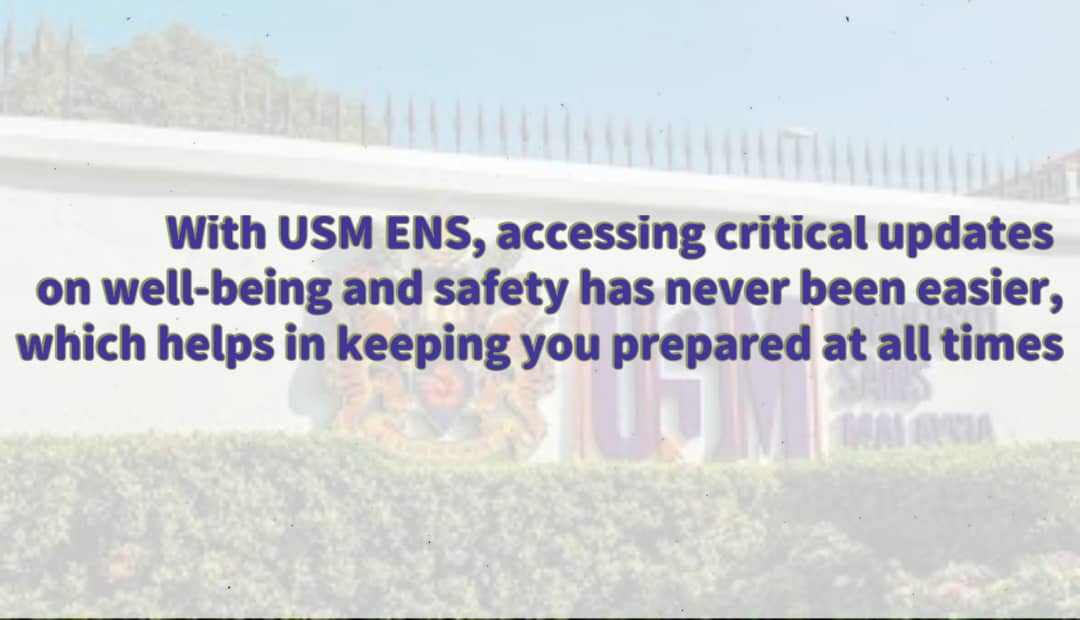 With USM ENS, accessing critical updates
on well-being and safety has never been easier,
which helps in keeping you prepared at all times
USM
SAINS
MALAYSIA